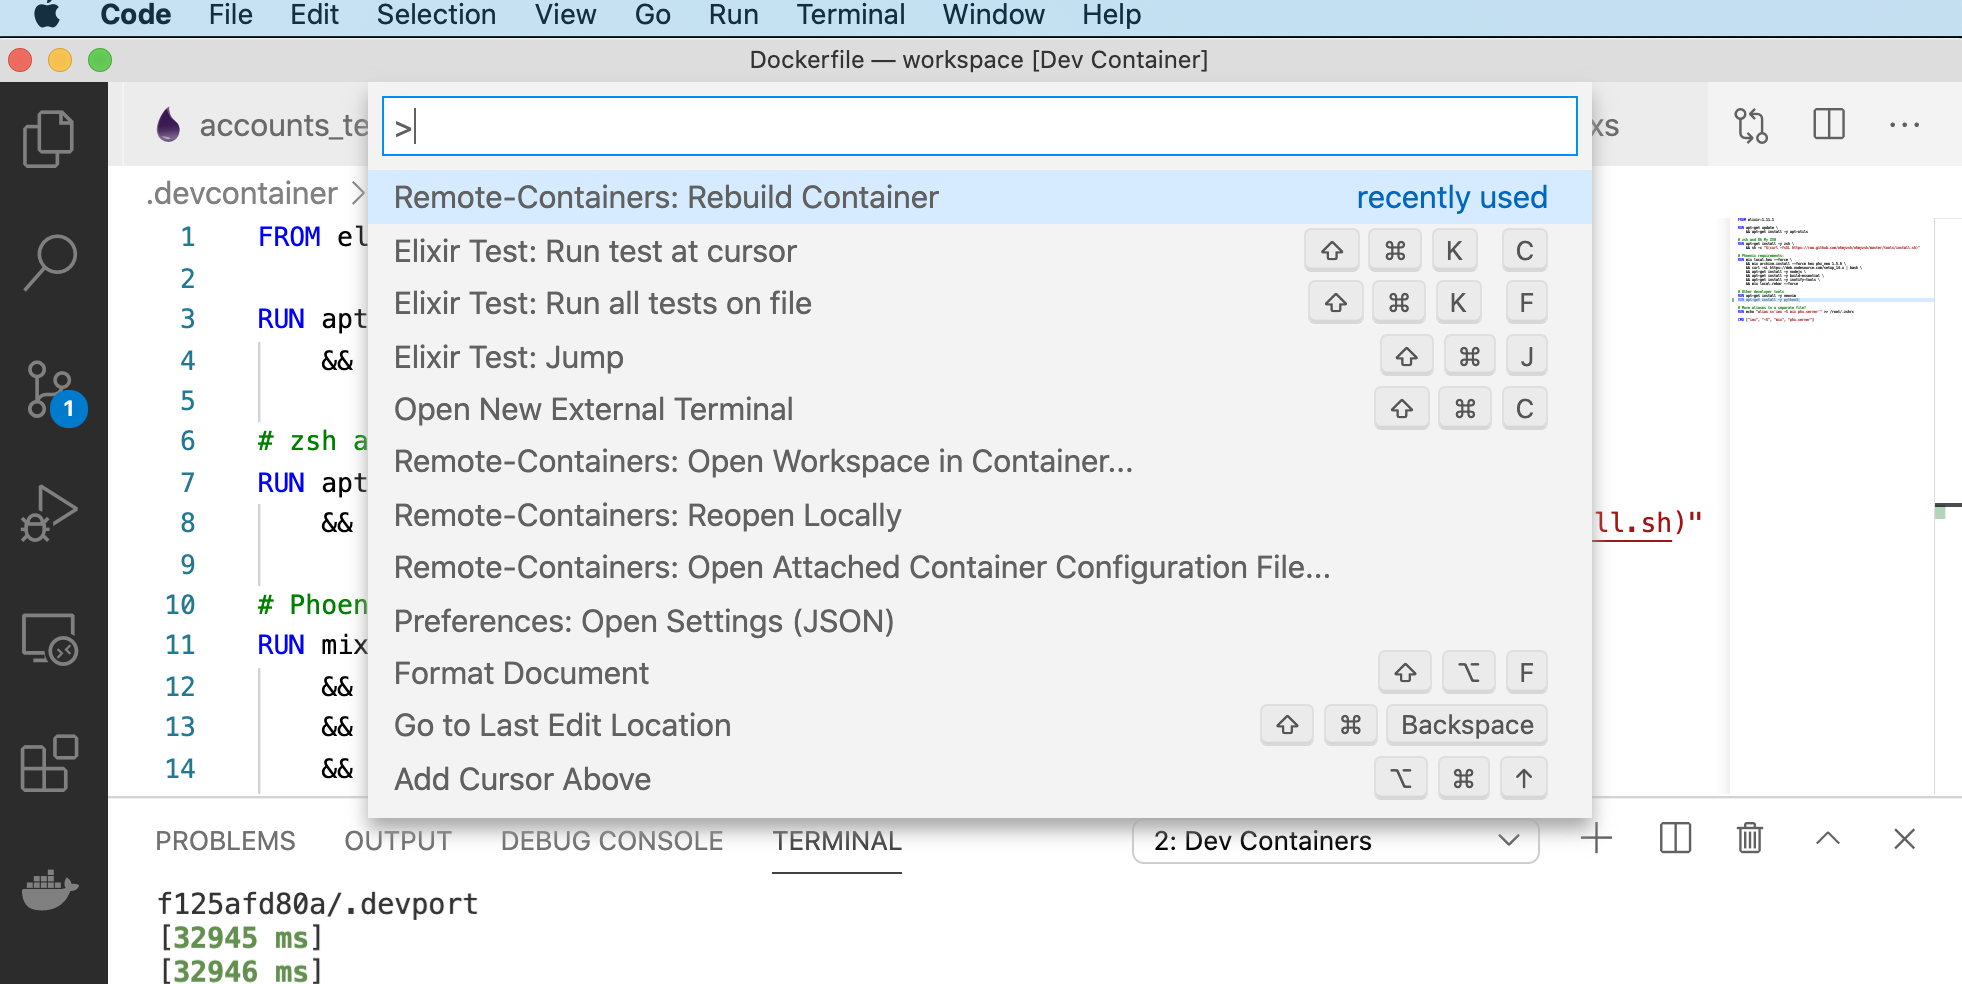 Code File Edit Selection View Go Run Terminal Window Help
Dockerfile — workspace [Dev Container]
accounts_te
xs
>
.devcontainer >
Remote-Containers: Rebuild Container recently used
Elixir Test: Run test at cursor ⇧ ⌘ K C
Elixir Test: Run all tests on file ⇧ ⌘ K F
Elixir Test: Jump ⇧ ⌘ J
Open New External Terminal ⇧ ⌘ C
Remote-Containers: Open Workspace in Container...
Remote-Containers: Reopen Locally
Remote-Containers: Open Attached Container Configuration File...
Preferences: Open Settings (JSON)
Format Document ⇧ ⌥ F
Go to Last Edit Location ⇧ ⌘ Backspace
Add Cursor Above ⌥ ⌘ ↑
1 FROM el
2
3 RUN apt
4 &&
5
6 # zsh a
7 RUN apt
8 && ll.sh)"
9
10 # Phoen
11 RUN mix
12 &&
13 &&
14 &&
1
PROBLEMS OUTPUT DEBUG CONSOLE TERMINAL 2: Dev Containers
f125afd80a/.devport
[32945 ms]
[32946 ms]